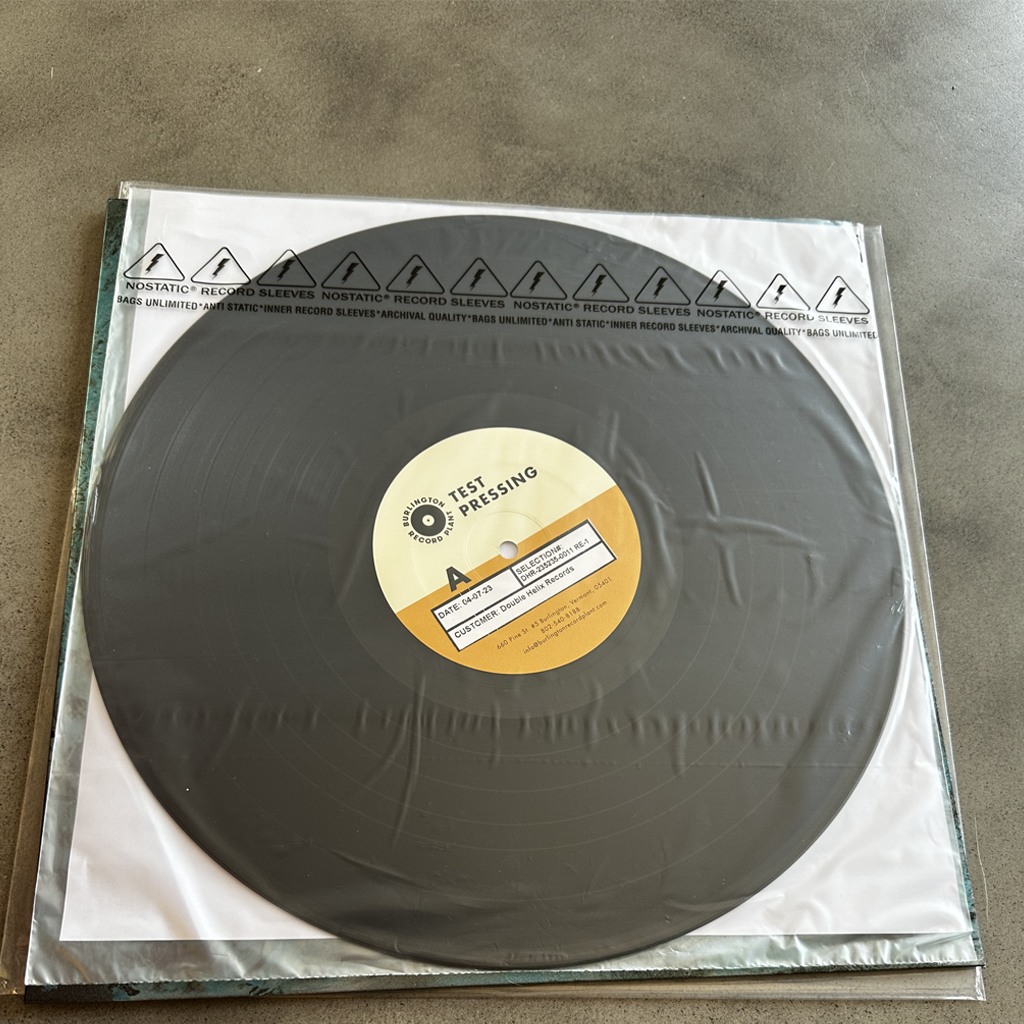 NOSTATIC® RECORD SLEEVES NOSTATIC® RECORD SLEEVES NOSTATIC® RECORD SLEEVES NOSTATIC® RECORD SLEEVES
BAGS UNLIMITED*ANTI STATIC*INNER RECORD SLEEVES*ARCHIVAL QUALITY*BAGS UNLIMITED*ANTI STATIC*INNER RECORD SLEEVES*ARCHIVAL QUALITY*BAGS UNLIMITED
BURLINGTON
RECORD PLANT
TEST
PRESSING
A
DATE: 04-07-23
SELECTION#:
DHR-235235-0011 RE-1
CUSTOMER: Double Helix Records
660 Pine St #5 Burlington, Vermont, 05401
802-540-8188
info@burlingtonrecordplant.com